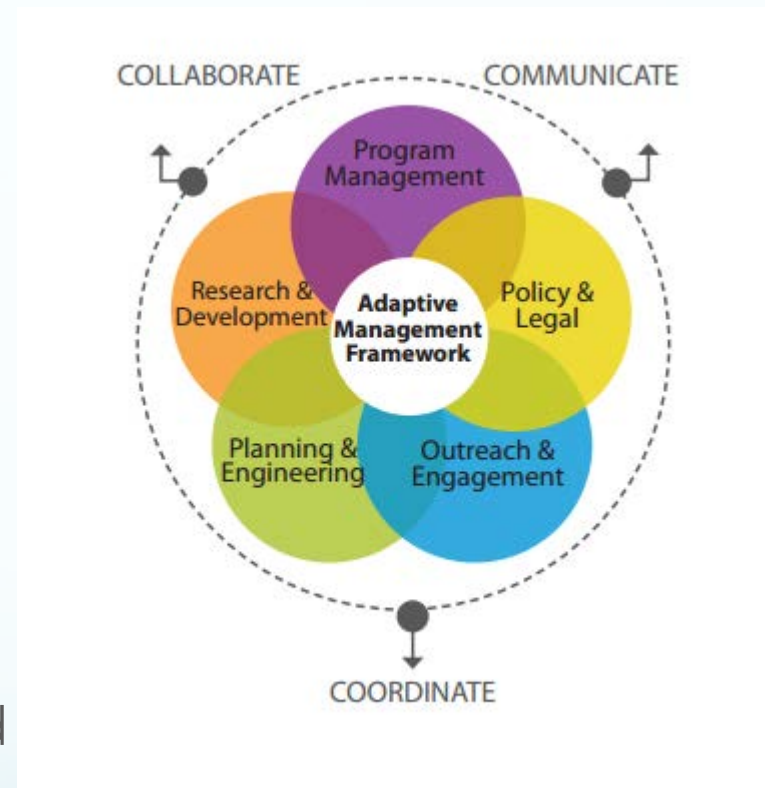 COLLABORATE
COMMUNICATE
Program
Management
Research &
Development
Adaptive
Management
Framework
Policy &
Legal
Planning &
Engineering
Outreach &
Engagement
COORDINATE